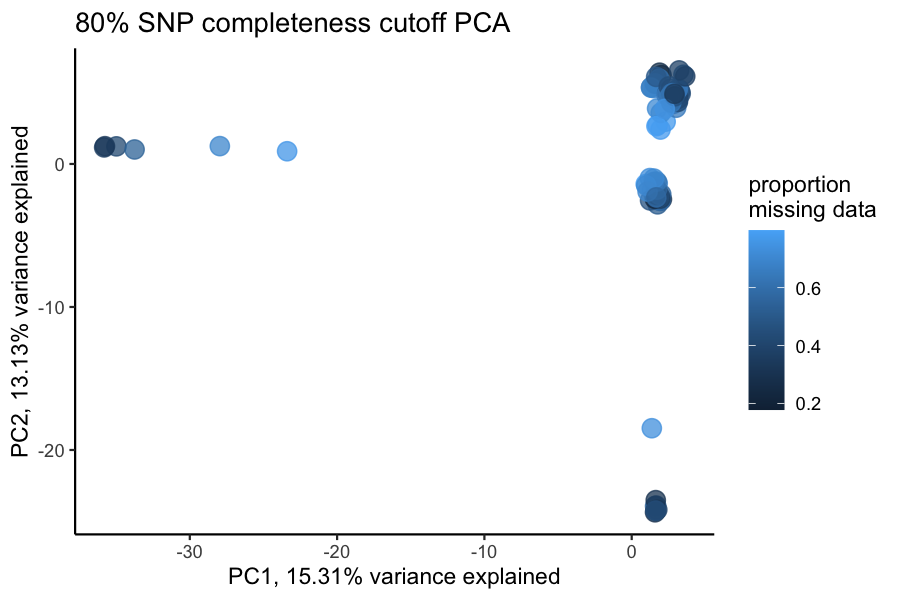 80% SNP completeness cutoff PCA
PC2, 13.13% variance explained
0
-10
-20
-30
-20
-10
0
PC1, 15.31% variance explained
proportion
missing data
0.6
0.4
0.2